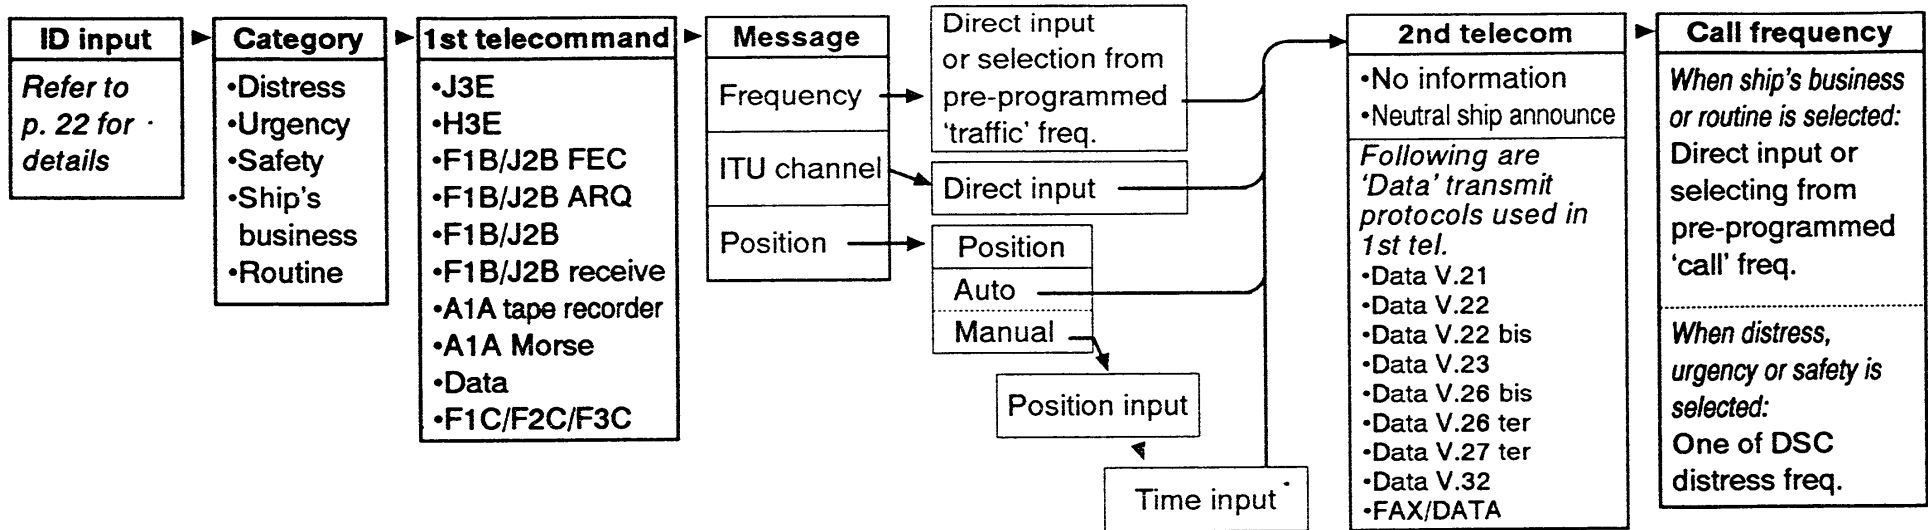 ID input
Refer to
p. 22 for
details
Category
•Distress
•Urgency
•Safety
•Ship's
business
•Routine
1st telecommand
•J3E
•H3E
•F1B/J2B FEC
•F1B/J2B ARQ
•F1B/J2B
•F1B/J2B receive
•A1A tape recorder
•A1A Morse
•Data
•F1C/F2C/F3C
Message
Frequency
ITU channel
Position
Direct input
or selection from
pre-programmed
'traffic' freq.
Direct input
Position
Auto
Manual
Position input
Time input
2nd telecom
•No information
•Neutral ship announce
Following are
'Data' transmit
protocols used in
1st tel.
•Data V.21
•Data V.22
•Data V.22 bis
•Data V.23
•Data V.26 bis
•Data V.26 ter
•Data V.27 ter
•Data V.32
•FAX/DATA
Call frequency
When ship's business
or routine is selected:
Direct input or
selecting from
pre-programmed
'call' freq.
When distress,
urgency or safety is
selected:
One of DSC
distress freq.